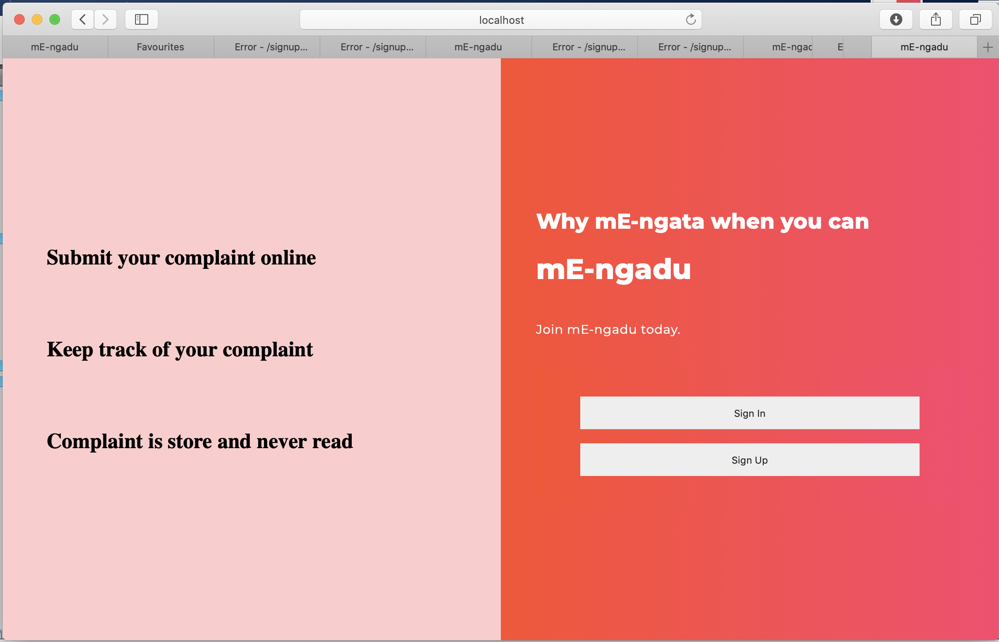 localhost
mE-ngadu
Favourites
Error - /signup...
Error - /signup...
mE-ngadu
Error - /signup...
Error - /signup...
mE-ngad
E
mE-ngadu
Submit your complaint online
Keep track of your complaint
Complaint is store and never read
Why mE-ngata when you can
mE-ngadu
Join mE-ngadu today.
Sign In
Sign Up